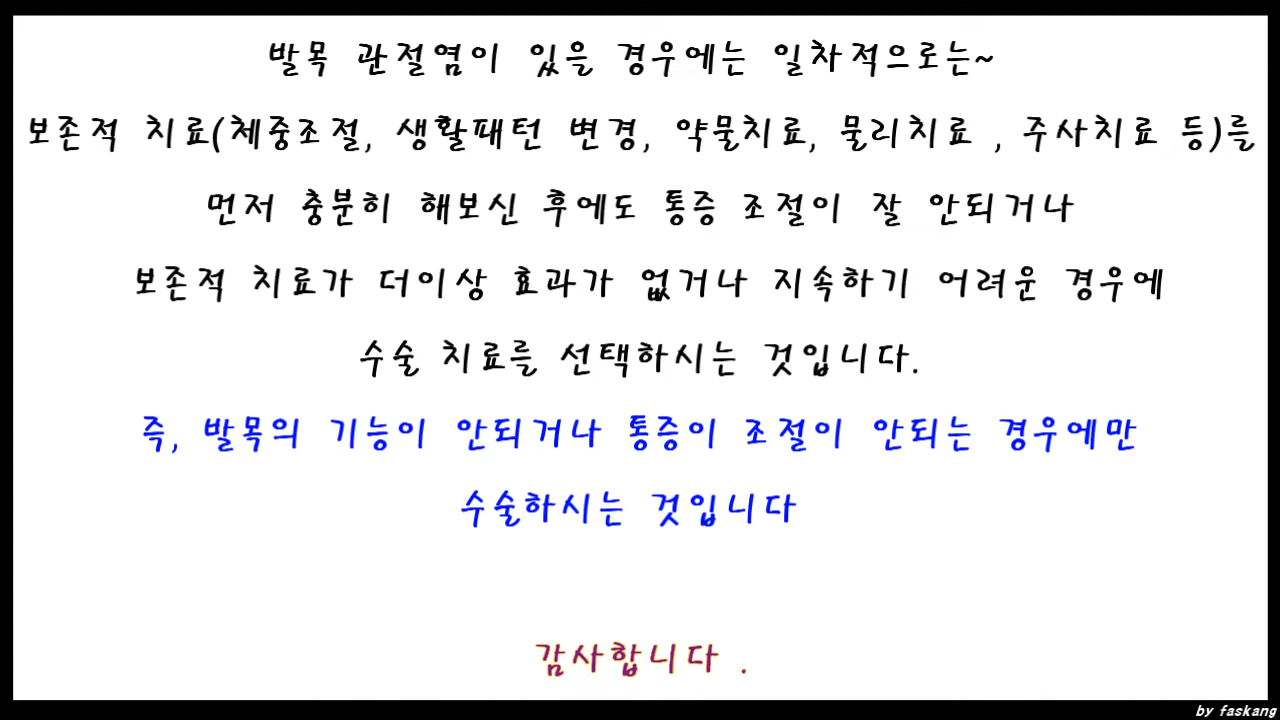 발목 관절염이 있을 경우에는 일차적으로는~
보존적 치료(체중조절, 생활패턴 변경, 약물치료, 물리치료 , 주사치료 등)를
먼저 충분히 해보신 후에도 통증 조절이 잘 안되거나
보존적 치료가 더이상 효과가 없거나 지속하기 어려운 경우에
수술 치료를 선택하시는 것입니다.
즉, 발목의 기능이 안되거나 통증이 조절이 안되는 경우에만
수술하시는 것입니다
감사합니다 .
by faskang